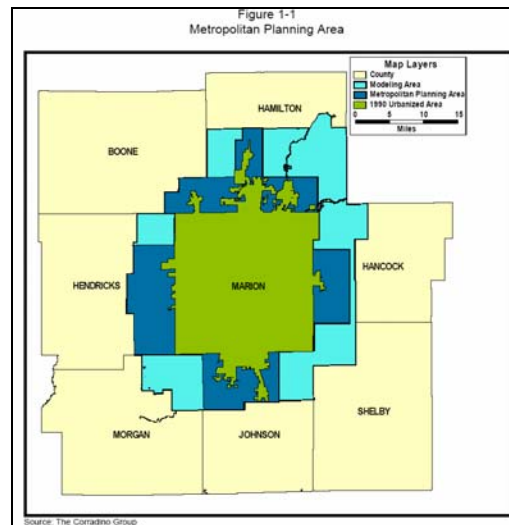 Figure 1-1
Metropolitan Planning Area
Map Layers
County
Modeling Area
Metropolitan Planning Area
1990 Urbanized Area
0 5 10 15
Miles
HAMILTON
BOONE
HENDRICKS
MARION
HANCOCK
SHELBY
MORGAN
JOHNSON
Source: The Corradino Group